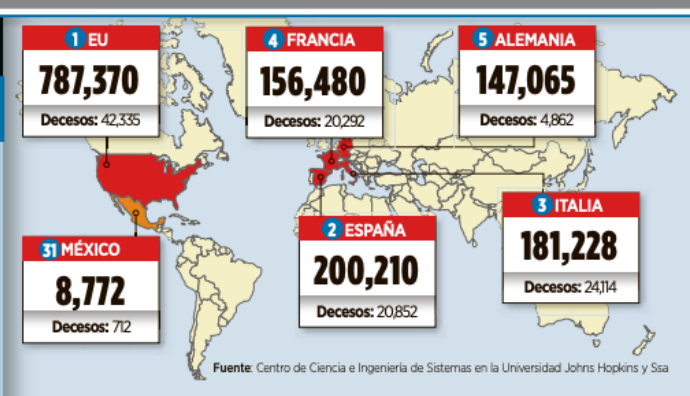 1 EU
787,370
Decesos: 42,335
4 FRANCIA
156,480
Decesos: 20,292
5 ALEMANIA
147,065
Decesos: 4,862
31 MÉXICO
8,772
Decesos: 712
2 ESPAÑA
200,210
Decesos: 20,852
3 ITALIA
181,228
Decesos: 24,114
Fuente: Centro de Ciencia e Ingeniería de Sistemas en la Universidad Johns Hopkins y Ssa